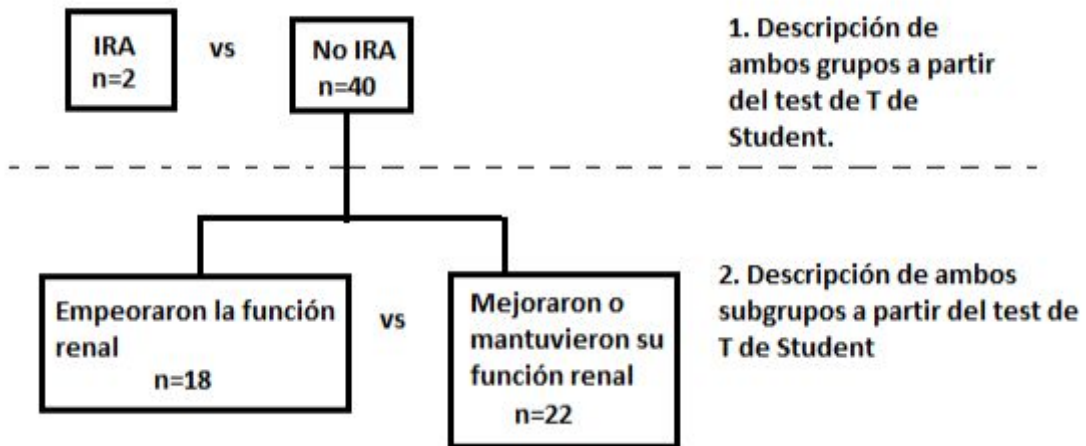 IRA
n=2
vs
No IRA
n=40
1. Descripción de
ambos grupos a partir
del test de T de
Student.
Empeoraron la función
renal
n=18
vs
Mejoraron o
mantuvieron su
función renal
n=22
2. Descripción de ambos
subgrupos a partir del test de
T de Student